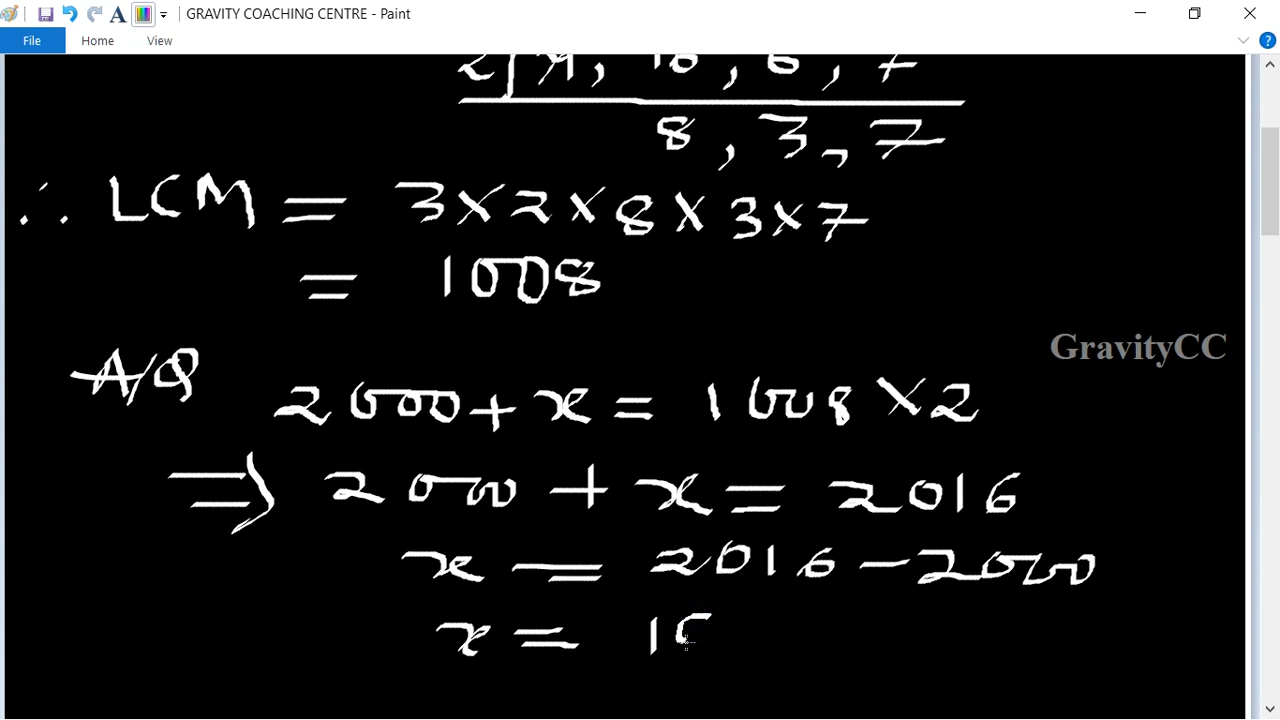 GRAVITY COACHING CENTRE - Paint
File Home View
8, 3, 7
∴ LCM = 3×2×8×3×7
= 1008
GravityCC
A/Q 2000+x = 1008×2
⇒ 2000 + x = 2016
x = 2016-2000
x = 1